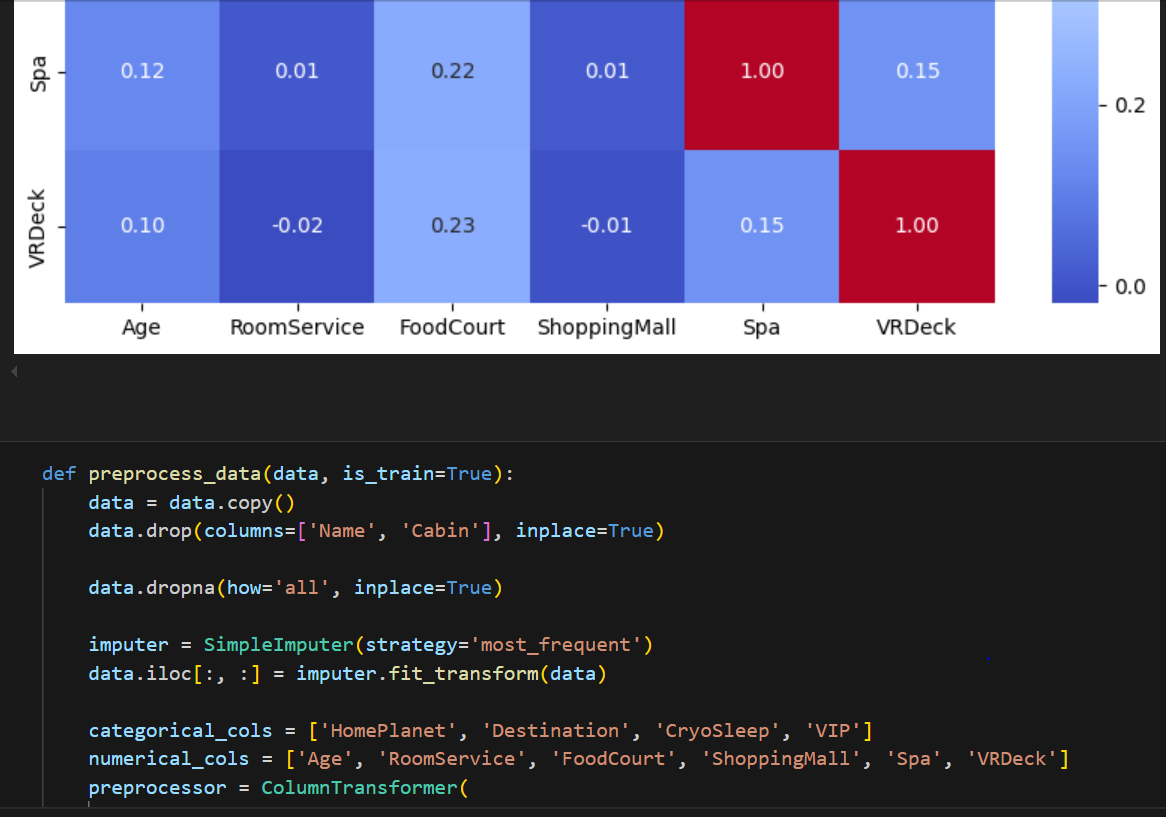 Spa 0.12 0.01 0.22 0.01 1.00 0.15
0.2
VRDeck 0.10 -0.02 0.23 -0.01 0.15 1.00
0.0
Age RoomService FoodCourt ShoppingMall Spa VRDeck
def preprocess_data(data, is_train=True):
    data = data.copy()
    data.drop(columns=['Name', 'Cabin'], inplace=True)
    data.dropna(how='all', inplace=True)
    imputer = SimpleImputer(strategy='most_frequent')
    data.iloc[:, :] = imputer.fit_transform(data)
    categorical_cols = ['HomePlanet', 'Destination', 'CryoSleep', 'VIP']
    numerical_cols = ['Age', 'RoomService', 'FoodCourt', 'ShoppingMall', 'Spa', 'VRDeck']
    preprocessor = ColumnTransformer(